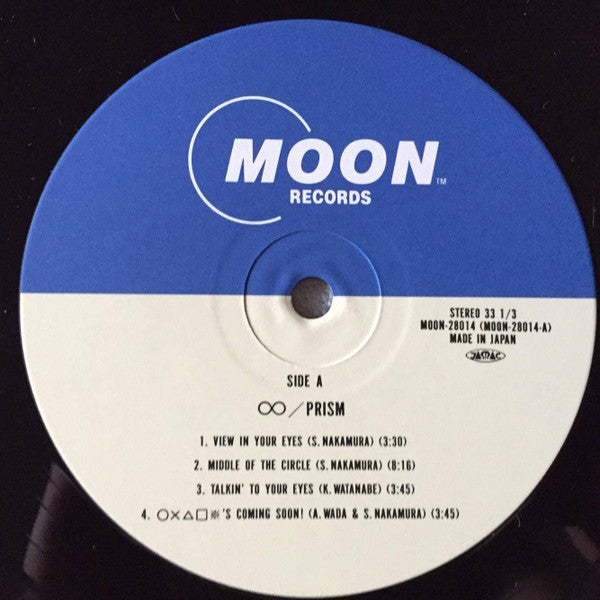 MOON™
RECORDS
STEREO 33 1/3
MOON-28014 (MOON-28014-A)
MADE IN JAPAN
JASRAC
SIDE A
∞/PRISM
1. VIEW IN YOUR EYES (S. NAKAMURA) (3:30)
2. MIDDLE OF THE CIRCLE (S. NAKAMURA) (8:16)
3. TALKIN' TO YOUR EYES (K. WATANABE) (3:45)
4. ○×△□※'S COMING SOON! (A. WADA & S. NAKAMURA) (3:45)